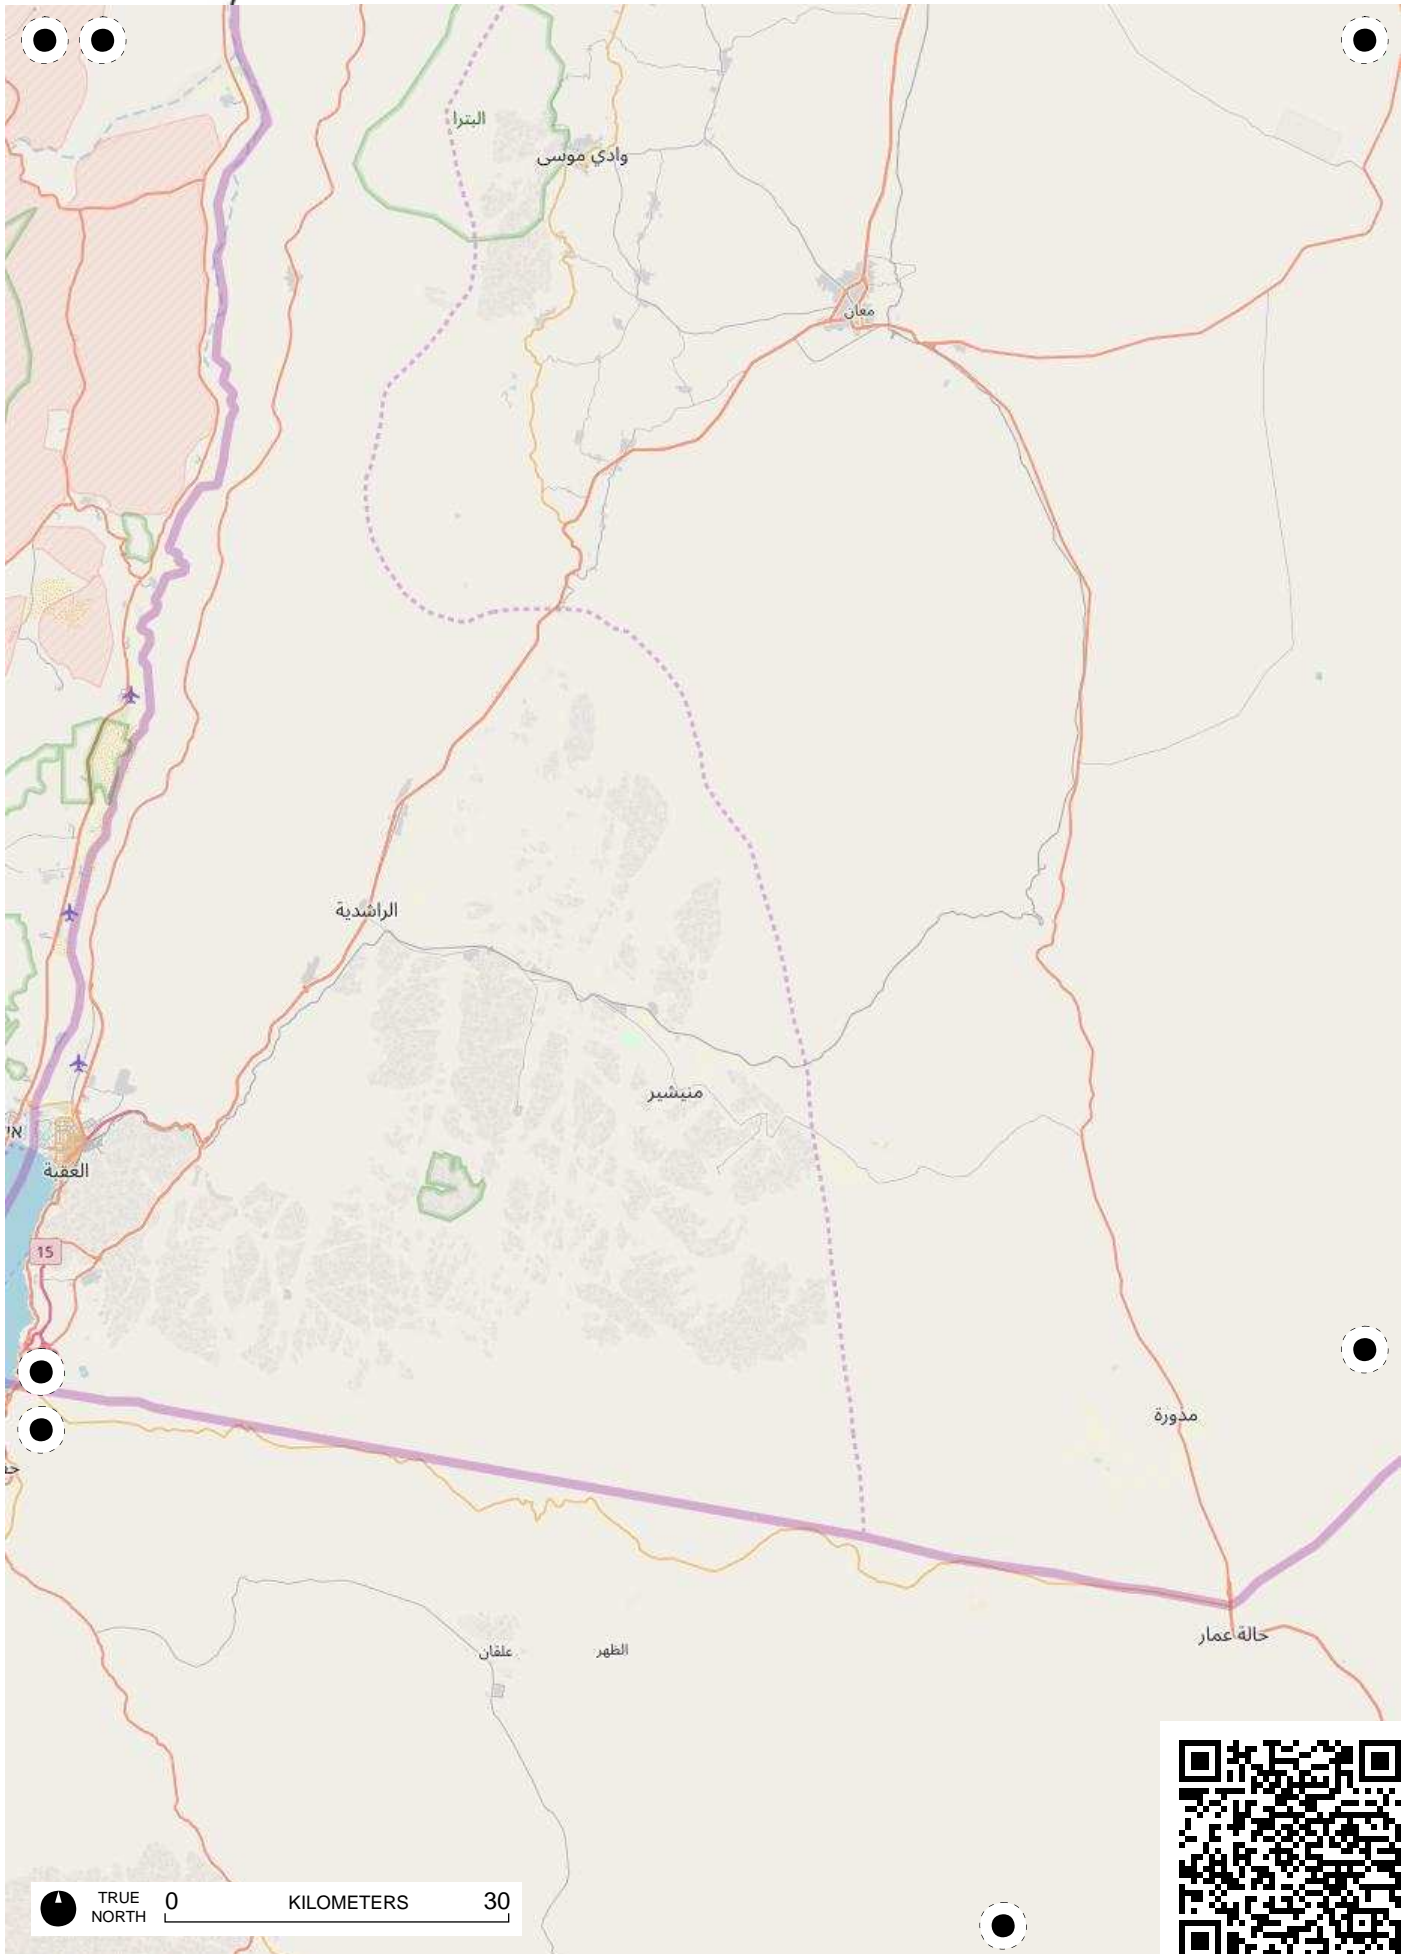 البترا
وادي موسى
معان
الراشدية
منيشير
العقبة
15
مدورة
حالة عمار
علقان
الظهر
TRUE NORTH
0 KILOMETERS 30